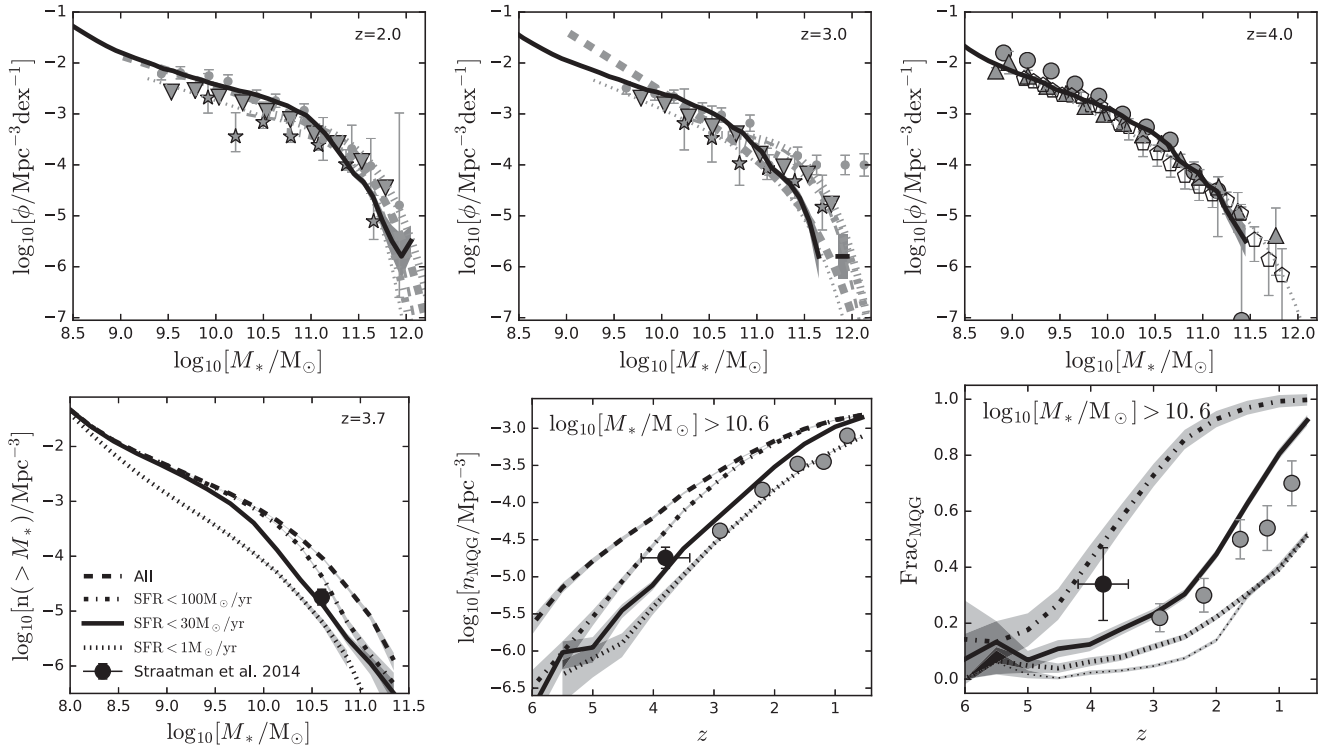 z=2.0
log₁₀[ϕ/Mpc⁻³dex⁻¹]
−1
−2
−3
−4
−5
−6
−7
8.5 9.0 9.5 10.0 10.5 11.0 11.5 12.0
log₁₀[M*/M⊙]
z=3.0
log₁₀[ϕ/Mpc⁻³dex⁻¹]
−1
−2
−3
−4
−5
−6
−7
8.5 9.0 9.5 10.0 10.5 11.0 11.5 12.0
log₁₀[M*/M⊙]
z=4.0
log₁₀[ϕ/Mpc⁻³dex⁻¹]
−1
−2
−3
−4
−5
−6
−7
8.5 9.0 9.5 10.0 10.5 11.0 11.5 12.0
log₁₀[M*/M⊙]
z=3.7
log₁₀[n(> M*)/Mpc⁻³]
−2
−3
−4
−5
−6
All
SFR<100M⊙/yr
SFR<30M⊙/yr
SFR<1M⊙/yr
Straatman et al. 2014
8.0 8.5 9.0 9.5 10.0 10.5 11.0 11.5
log₁₀[M*/M⊙]
log₁₀[M*/M⊙]>10.6
log₁₀[n_MQG/Mpc⁻³]
−3.0
−3.5
−4.0
−4.5
−5.0
−5.5
−6.0
−6.5
6 5 4 3 2 1
z
log₁₀[M*/M⊙]>10.6
Frac_MQG
1.0
0.8
0.6
0.4
0.2
0.0
6 5 4 3 2 1
z